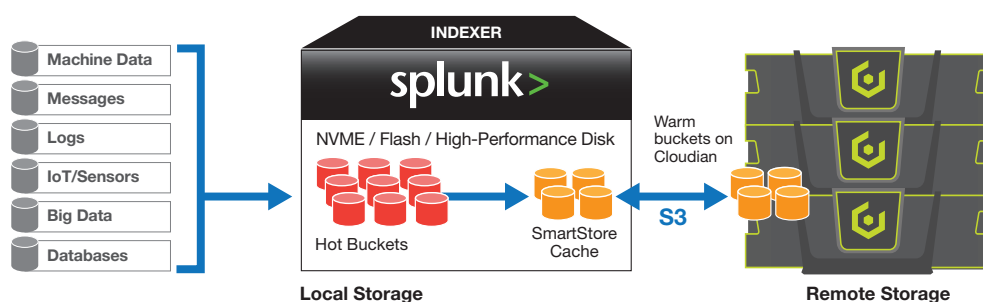 Machine Data
Messages
Logs
IoT/Sensors
Big Data
Databases
INDEXER
splunk>
NVME / Flash / High-Performance Disk
Hot Buckets
SmartStore
Cache
Local Storage
Warm
buckets on
Cloudian
S3
Remote Storage